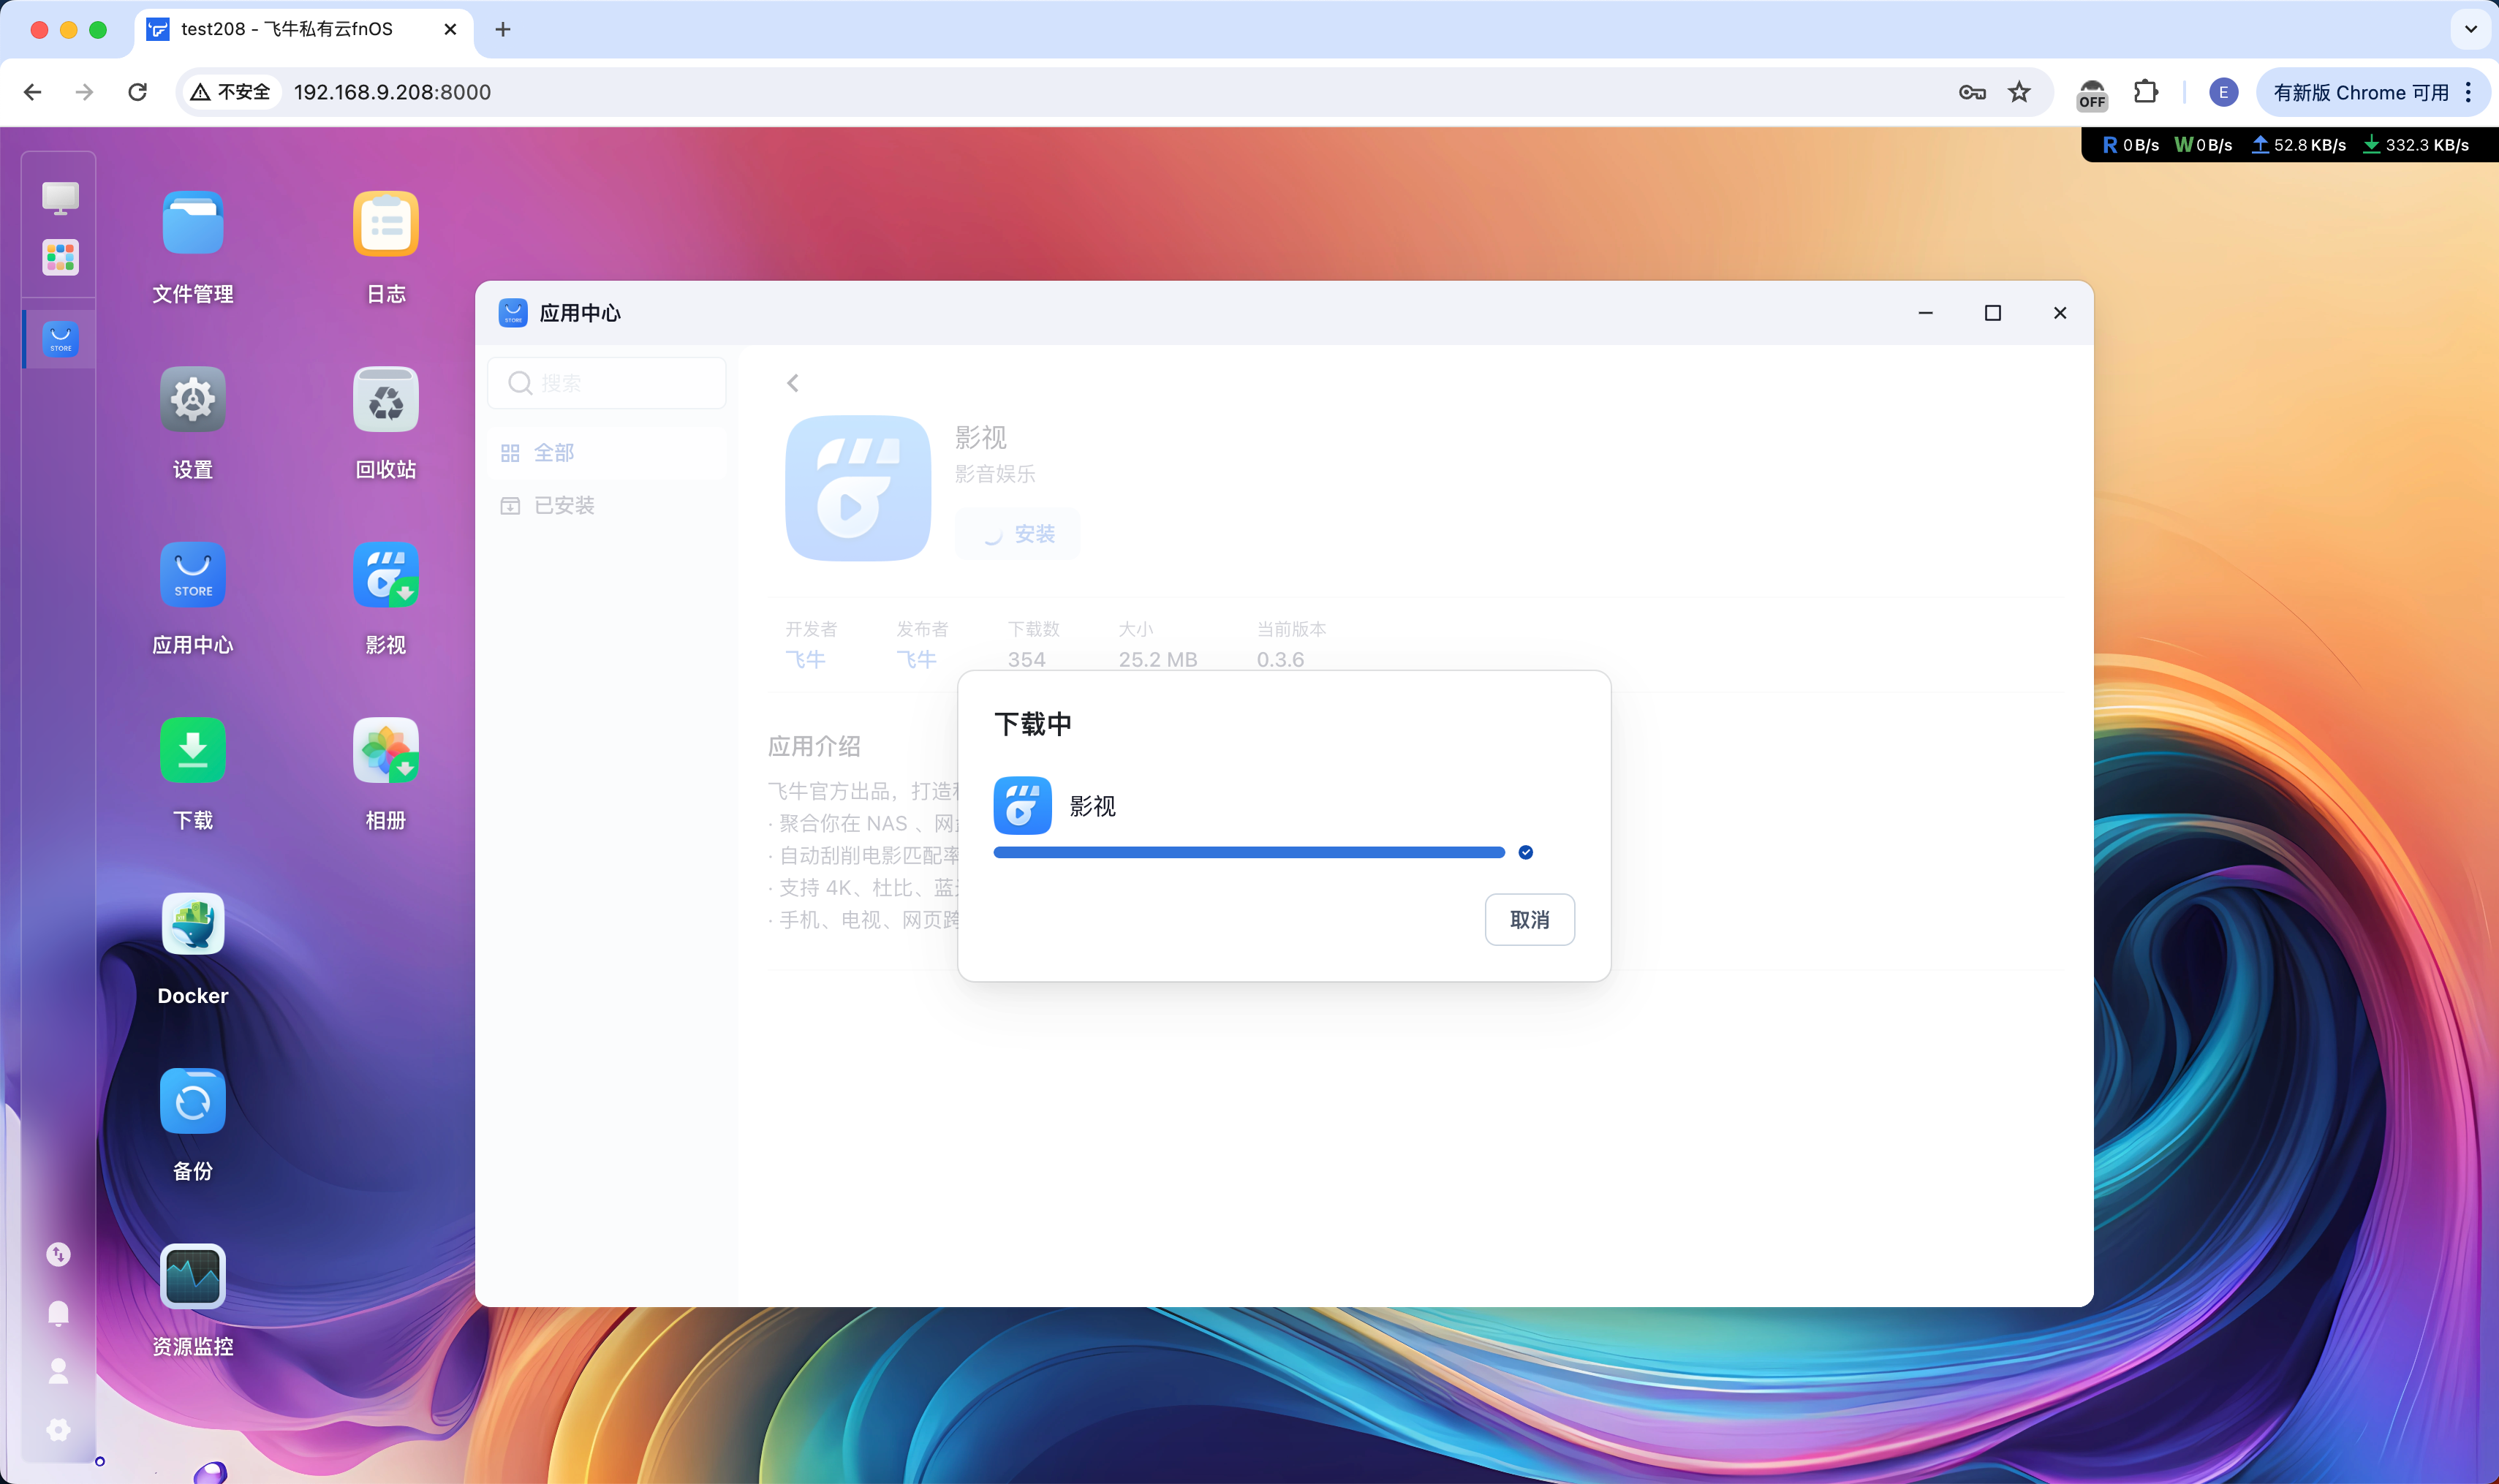 test208 - 飞牛私有云fnOS
不安全
192.168.9.208:8000
OFF
E
有新版 Chrome 可用
R 0 B/s W 0 B/s 52.8 KB/s 332.3 KB/s
STORE
文件管理
日志
设置
回收站
STORE
应用中心
影视
下载
相册
Docker
备份
资源监控
STORE
应用中心
搜索
全部
已安装
影视
影音娱乐
安装
开发者 发布者 下载数 大小 当前版本
飞牛 飞牛 354 25.2 MB 0.3.6
应用介绍
飞牛官方出品，打造
· 聚合你在 NAS 、网
· 自动刮削电影匹配率
· 支持 4K、杜比、蓝
· 手机、电视、网页跨
下载中
影视
取消